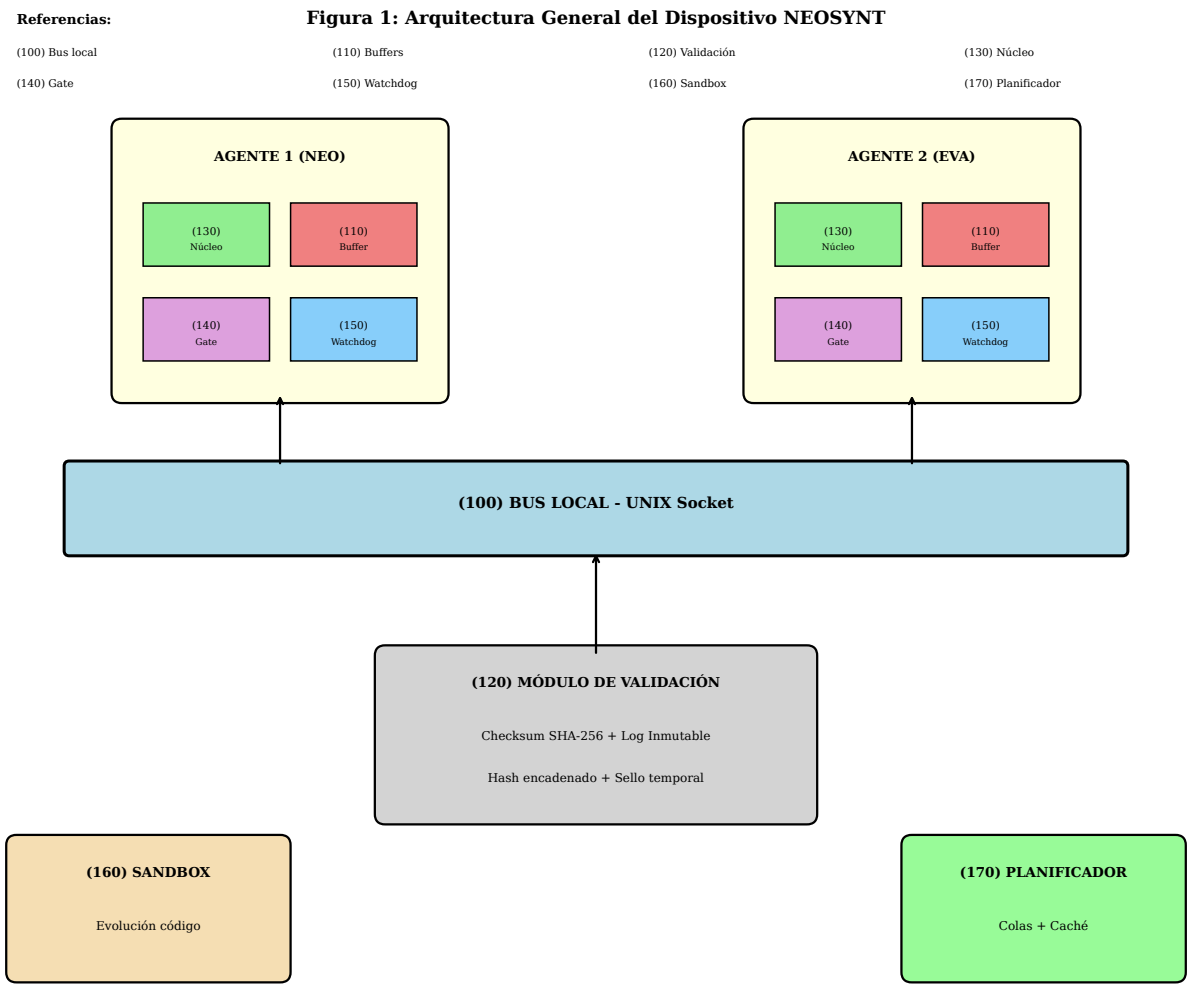 Figura 1: Arquitectura General del Dispositivo NEOSYNT
Referencias:
(100) Bus local
(110) Buffers
(120) Validación
(130) Núcleo
(140) Gate
(150) Watchdog
(160) Sandbox
(170) Planificador
AGENTE 1 (NEO)
(130)
Núcleo
(110)
Buffer
(140)
Gate
(150)
Watchdog
AGENTE 2 (EVA)
(130)
Núcleo
(110)
Buffer
(140)
Gate
(150)
Watchdog
(100) BUS LOCAL - UNIX Socket
(120) MÓDULO DE VALIDACIÓN
Checksum SHA-256 + Log Inmutable
Hash encadenado + Sello temporal
(160) SANDBOX
Evolución código
(170) PLANIFICADOR
Colas + Caché